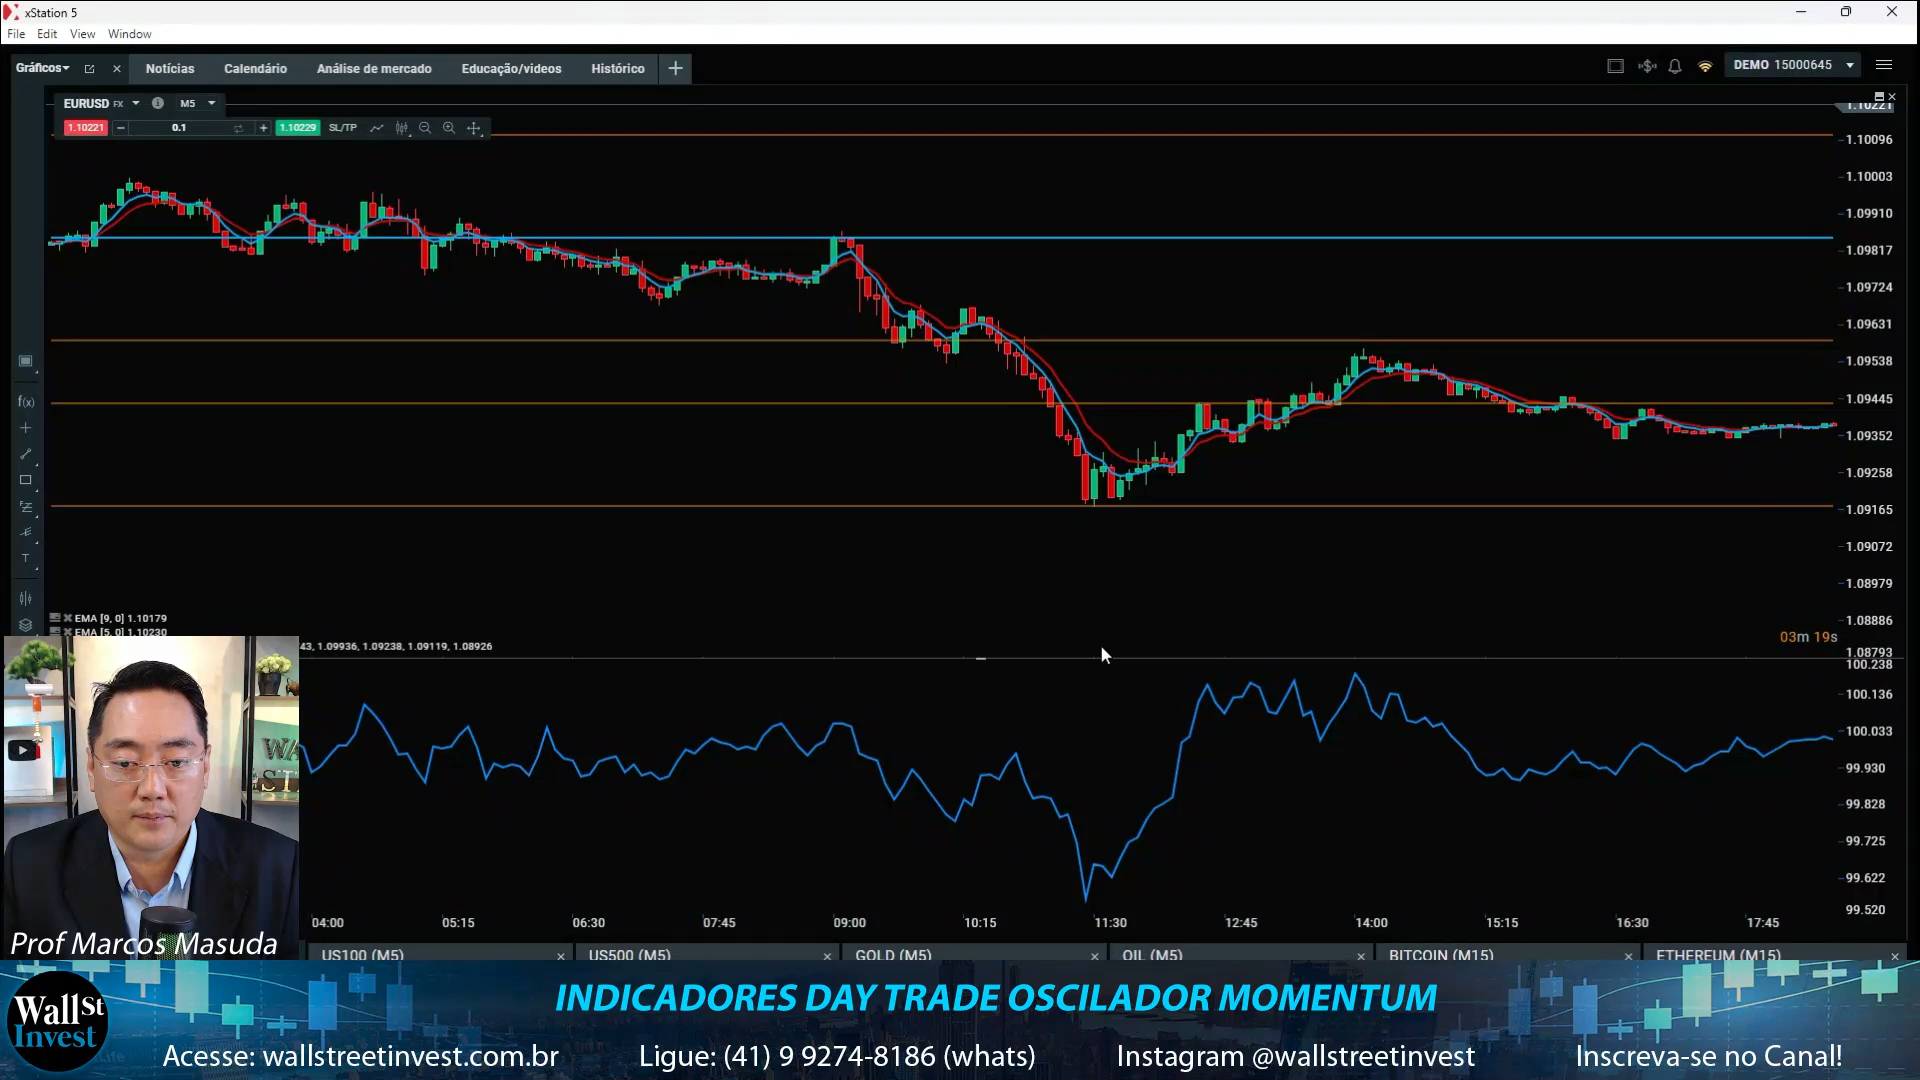 xStation 5
File Edit View Window
Gráficos Notícias Calendário Análise de mercado Educação/videos Histórico + DEMO 15000645
EURUSD FX M5
1.10221 0.1 1.10229 SL/TP
1.10221
1.10096
1.10003
1.09910
1.09817
1.09724
1.09631
1.09538
1.09445
1.09352
1.09258
1.09165
1.09072
1.08979
1.08886
1.08793
f(x)
T
EMA [9, 0] 1.10179
EMA [5, 0] 1.10230
43, 1.09936, 1.09238, 1.09119, 1.08926
03m 19s
100.238
100.136
100.033
99.930
99.828
99.725
99.622
99.520
04:00 05:15 06:30 07:45 09:00 10:15 11:30 12:45 14:00 15:15 16:30 17:45
US100 (M5) US500 (M5) GOLD (M5) OIL (M5) BITCOIN (M15) ETHEREUM (M15)
Prof Marcos Masuda
WallSt
Invest
INDICADORES DAY TRADE OSCILADOR MOMENTUM
Acesse: wallstreetinvest.com.br Ligue: (41) 9 9274-8186 (whats) Instagram @wallstreetinvest Inscreva-se no Canal!